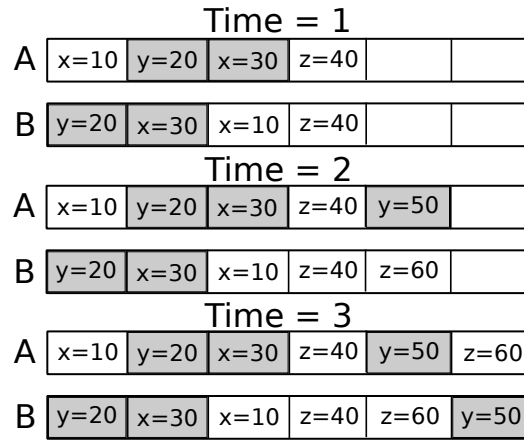 Time = 1
A x=10 y=20 x=30 z=40
B y=20 x=30 x=10 z=40
Time = 2
A x=10 y=20 x=30 z=40 y=50
B y=20 x=30 x=10 z=40 z=60
Time = 3
A x=10 y=20 x=30 z=40 y=50 z=60
B y=20 x=30 x=10 z=40 z=60 y=50